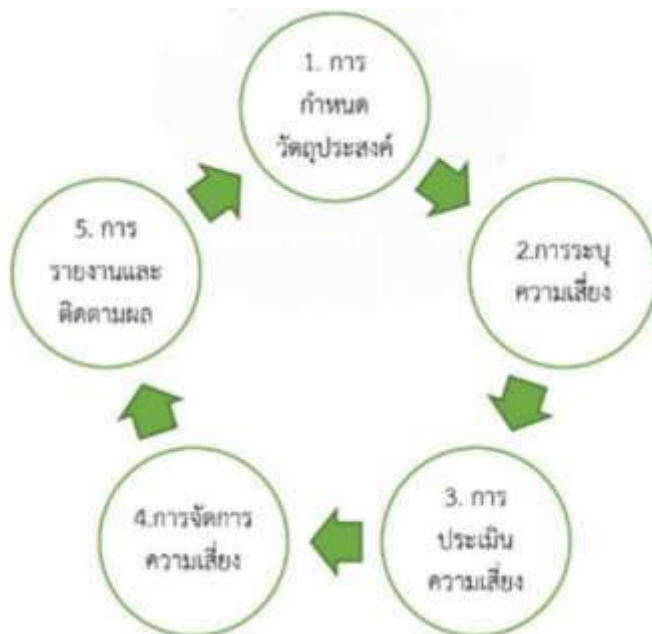 1. การ
กำหนด
วัตถุประสงค์
2.การระบุ
ความเสี่ยง
3. การ
ประเมิน
ความเสี่ยง
4.การจัดการ
ความเสี่ยง
5. การ
รายงานและ
ติดตามผล